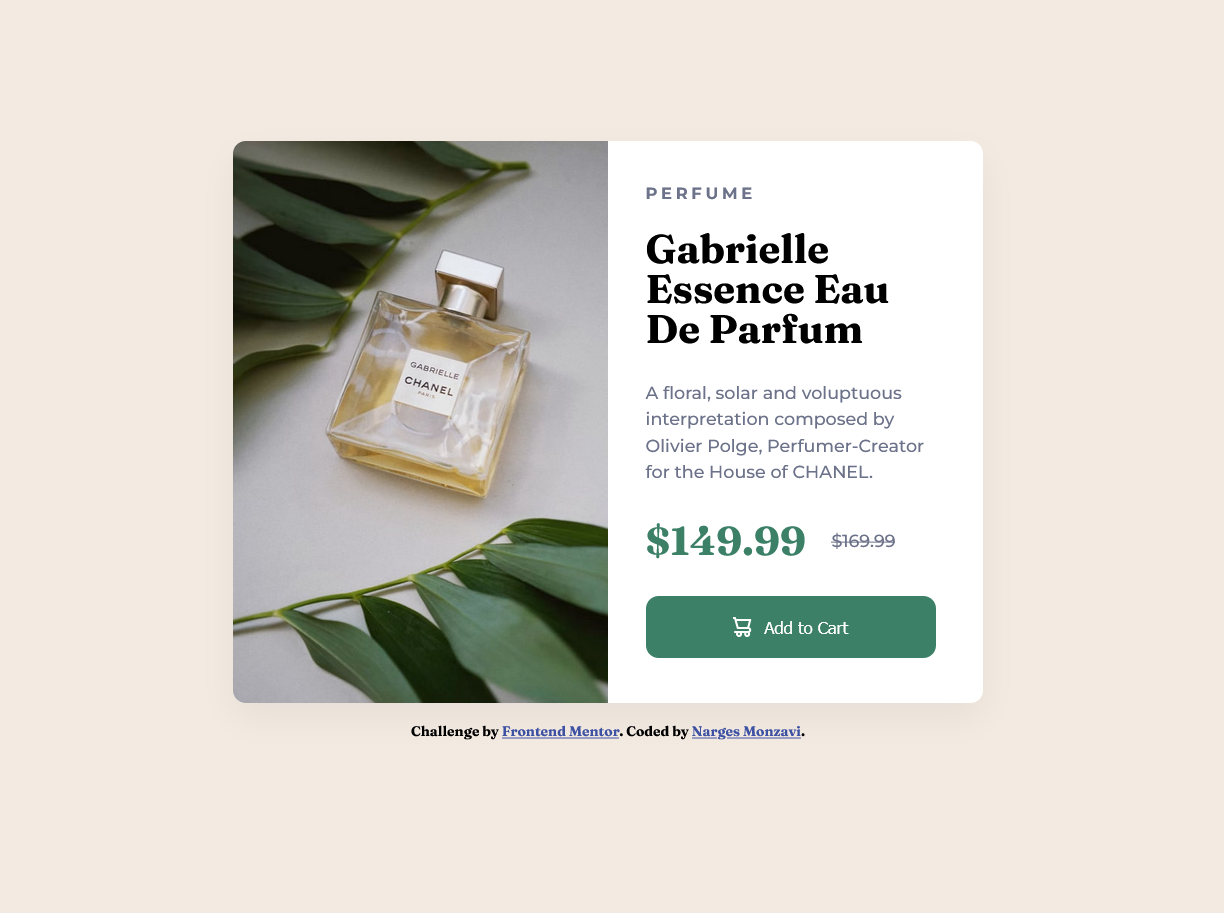 GABRIELLE
CHANEL
PARIS
PERFUME
Gabrielle
Essence Eau
De Parfum
A floral, solar and voluptuous
interpretation composed by
Olivier Polge, Perfumer-Creator
for the House of CHANEL.
$149.99 $169.99
Add to Cart
Challenge by Frontend Mentor. Coded by Narges Monzavi.